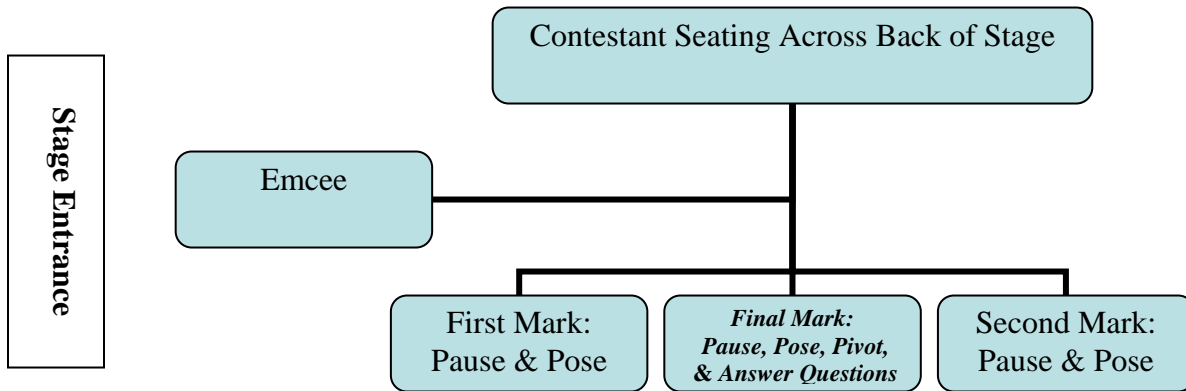 Contestant Seating Across Back of Stage
Stage Entrance
Emcee
First Mark:
Pause & Pose
Final Mark:
Pause, Pose, Pivot,
& Answer Questions
Second Mark:
Pause & Pose